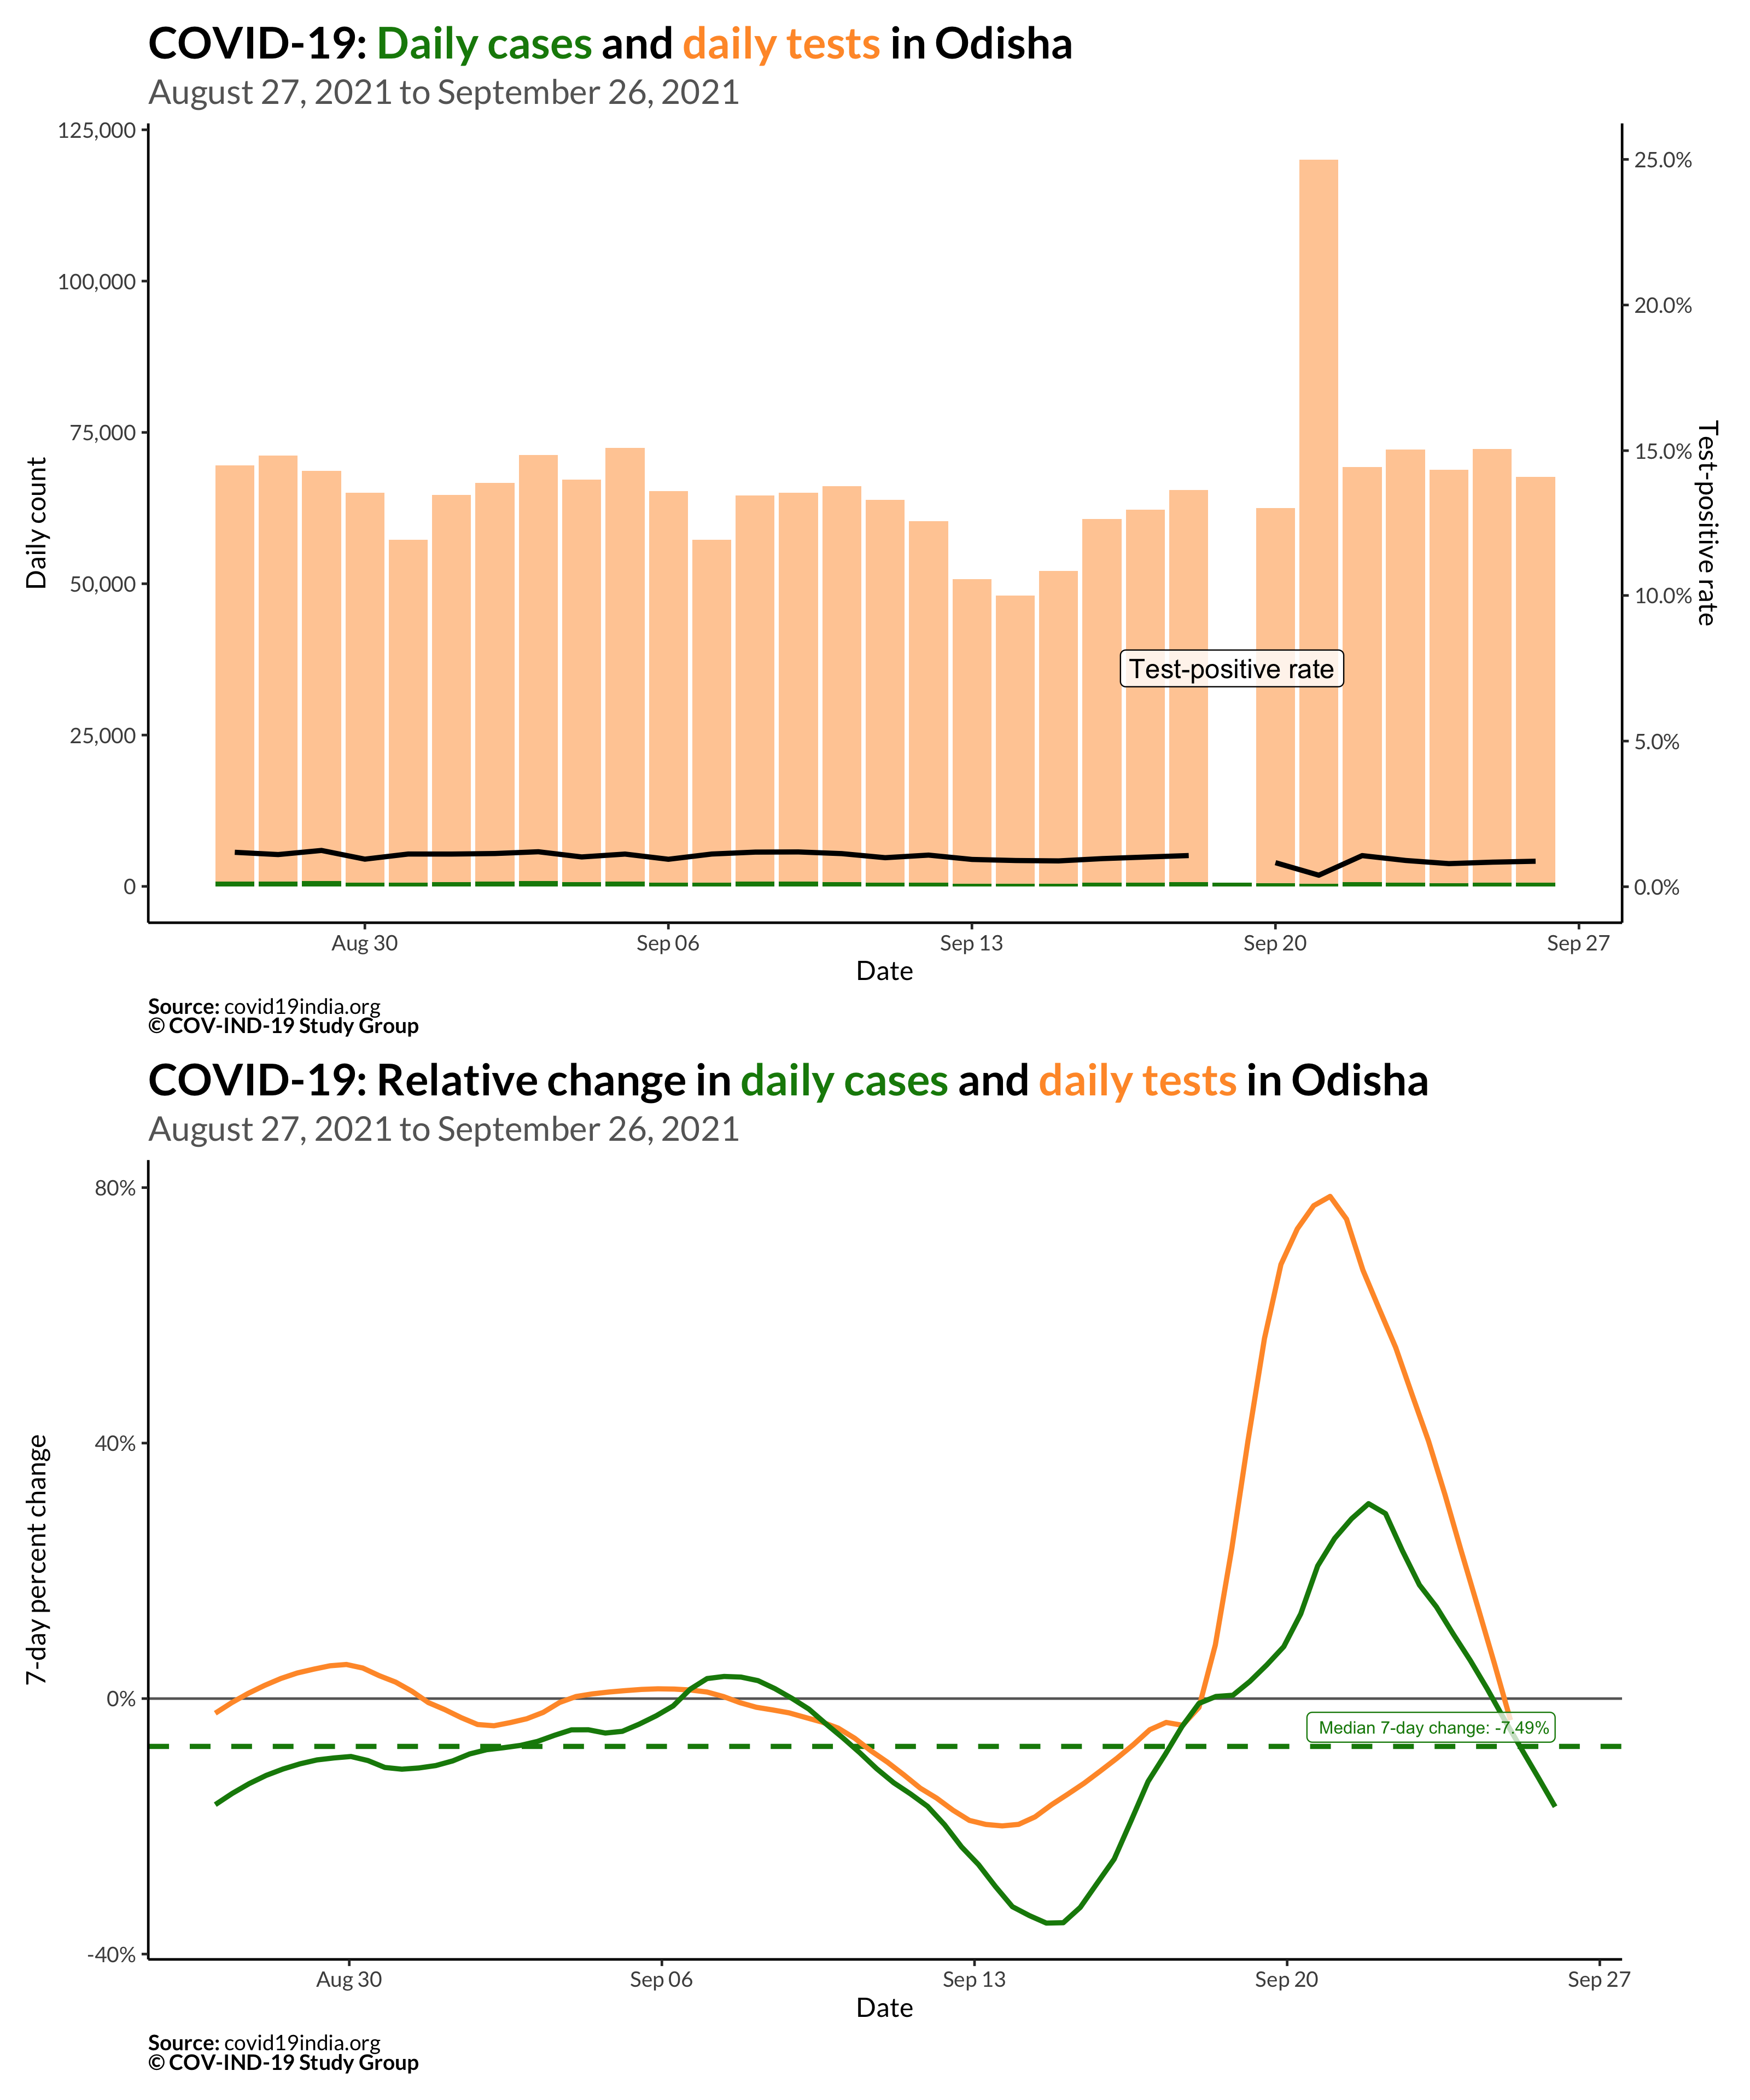 COVID-19: Daily cases and daily tests in Odisha
August 27, 2021 to September 26, 2021
125,000
100,000
75,000
50,000
25,000
0
Daily count
25.0%
20.0%
15.0%
10.0%
5.0%
0.0%
Test-positive rate
Test-positive rate
Aug 30
Sep 06
Sep 13
Sep 20
Sep 27
Date
Source: covid19india.org
© COV-IND-19 Study Group
COVID-19: Relative change in daily cases and daily tests in Odisha
August 27, 2021 to September 26, 2021
80%
40%
0%
-40%
7-day percent change
Median 7-day change: -7.49%
Aug 30
Sep 06
Sep 13
Sep 20
Sep 27
Date
Source: covid19india.org
© COV-IND-19 Study Group